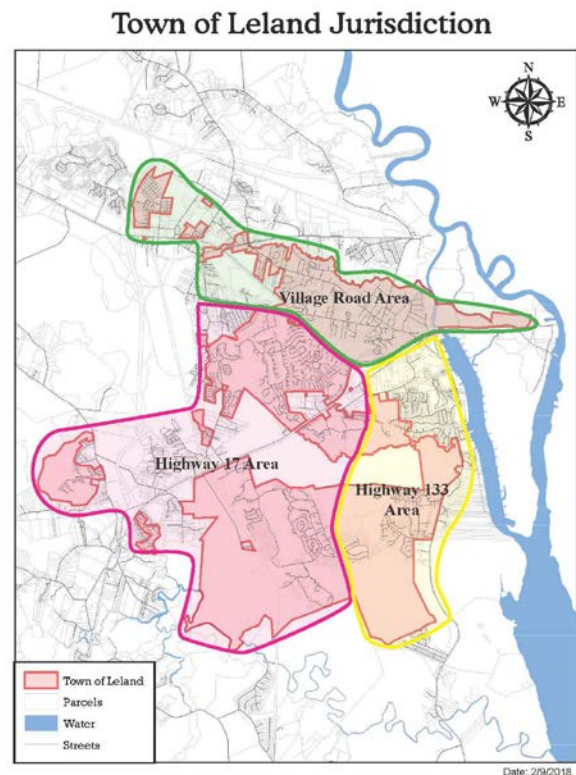 Town of Leland Jurisdiction
N
W
E
S
Village Road Area
Highway 17 Area
Highway 133
Area
Town of Leland
Parcels
Water
Streets
Date: 2/9/2018